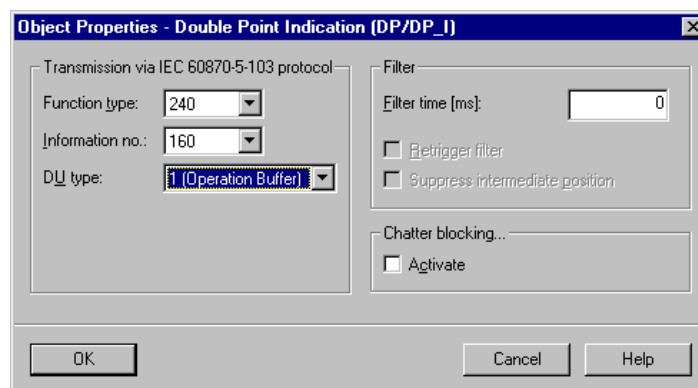 Object Properties - Double Point Indication (DP/DP_I)
Transmission via IEC 60870-5-103 protocol
Function type:
240
Information no.:
160
DU type:
1 (Operation Buffer)
Filter
Filter time [ms]:
0
Retrigger filter
Suppress intermediate position
Chatter blocking...
Activate
OK
Cancel
Help